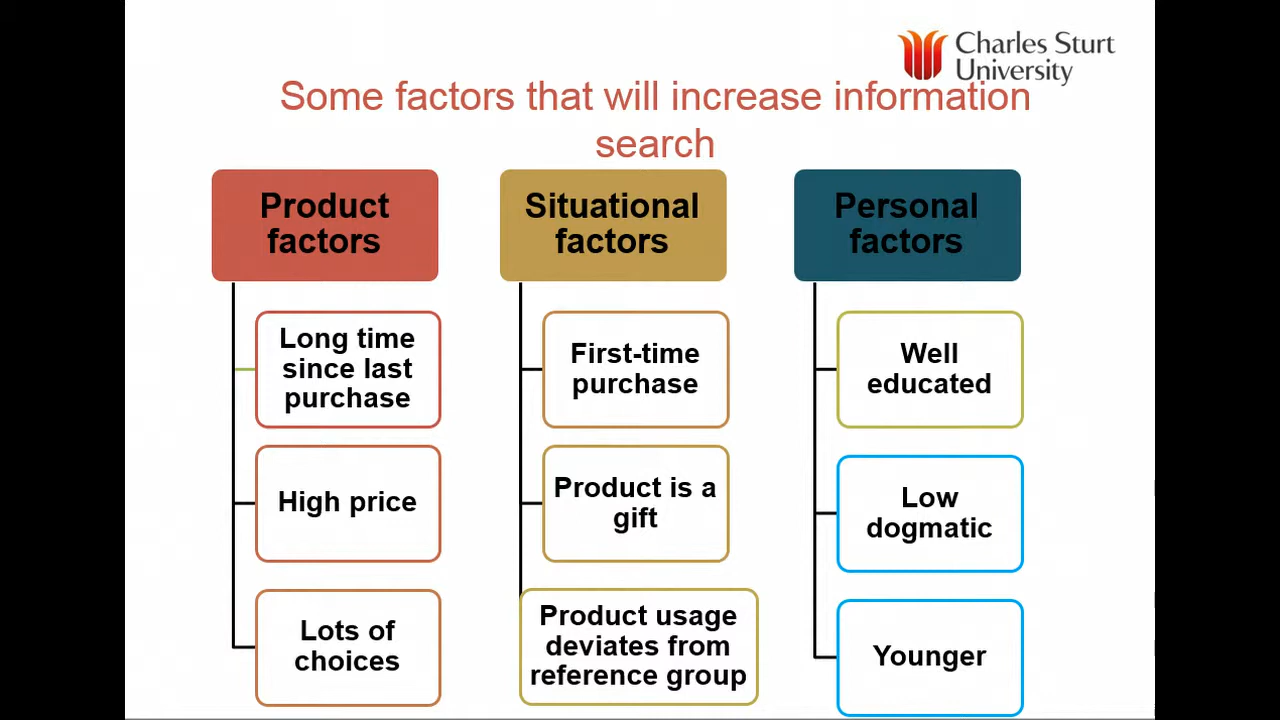 Charles Sturt
University
Some factors that will increase information
search
Product
factors
Long time
since last
purchase
High price
Lots of
choices
Situational
factors
First-time
purchase
Product is a
gift
Product usage
deviates from
reference group
Personal
factors
Well
educated
Low
dogmatic
Younger